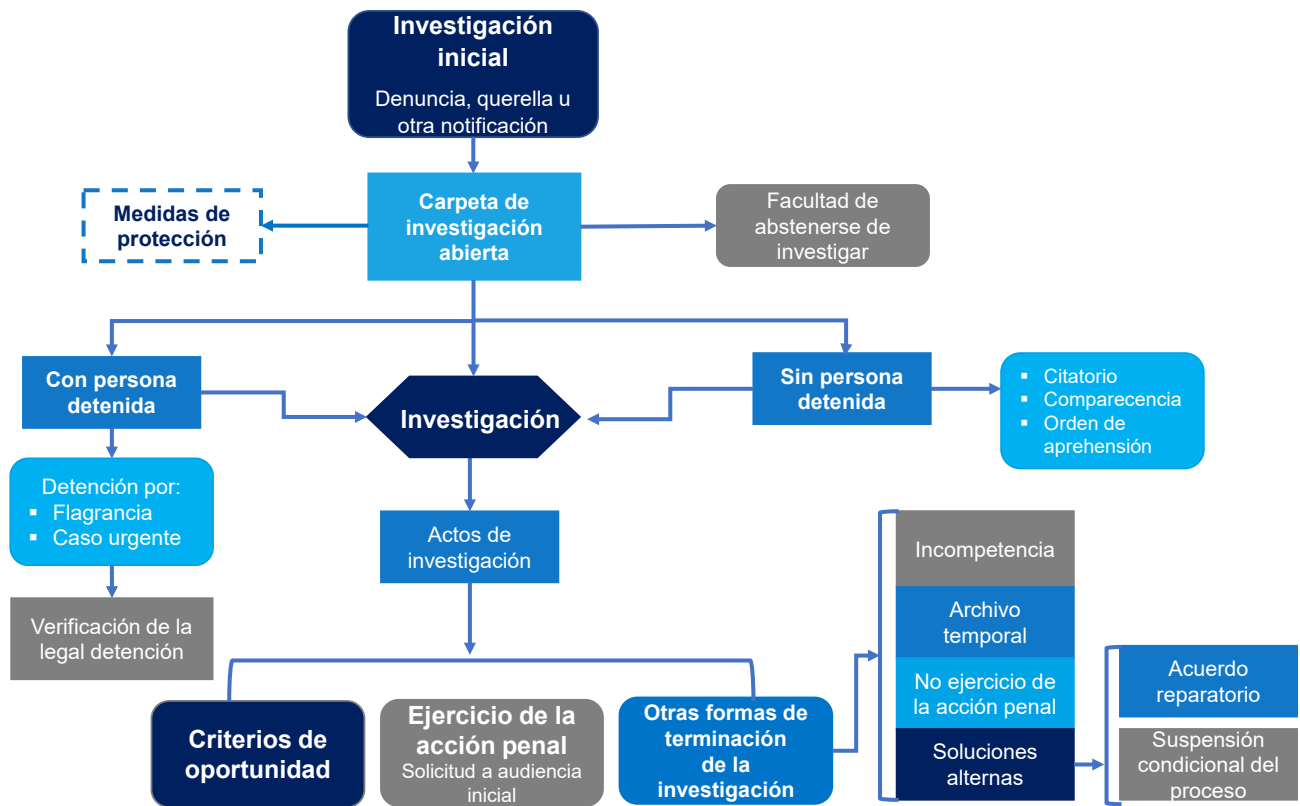 Investigación
inicial
Denuncia, querella u
otra notificación
Medidas de
protección
Carpeta de
investigación
abierta
Facultad de
abstenerse de
investigar
Con persona
detenida
Investigación
Sin persona
detenida
▪ Citatorio
▪ Comparecencia
▪ Orden de
aprehensión
Detención por:
▪ Flagrancia
▪ Caso urgente
Actos de
investigación
Verificación de la
legal detención
Criterios de
oportunidad
Ejercicio de la
acción penal
Solicitud a audiencia
inicial
Otras formas de
terminación
de la
investigación
Incompetencia
Archivo
temporal
No ejercicio de
la acción penal
Soluciones
alternas
Acuerdo
reparatorio
Suspensión
condicional del
proceso